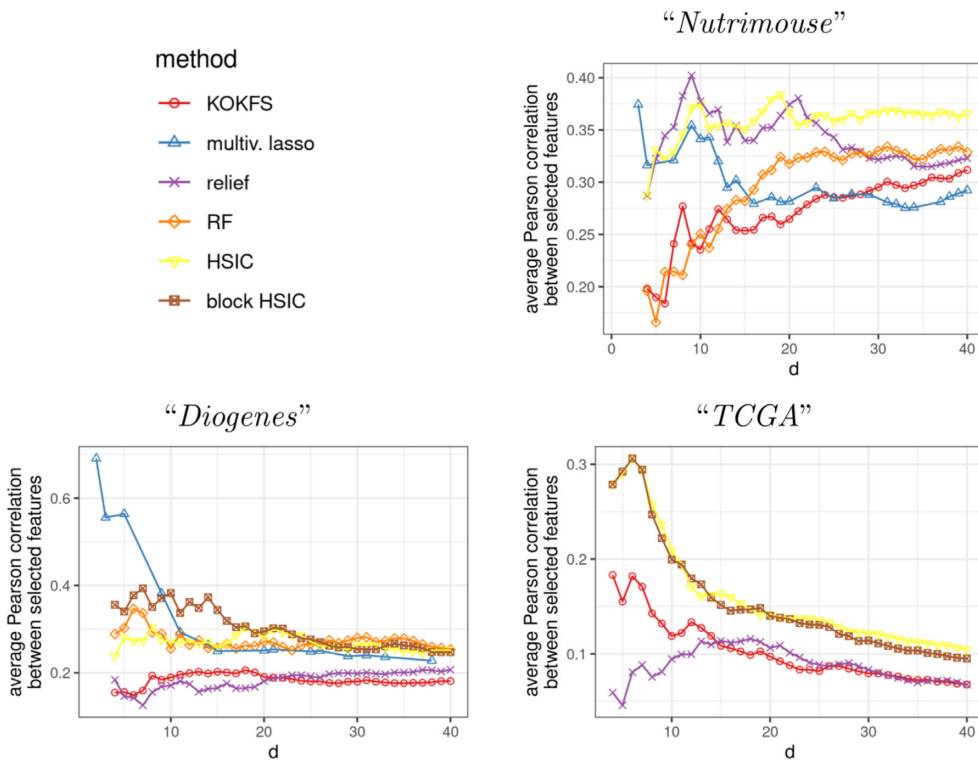 “Nutrimouse”
method
KOKFS
multiv. lasso
relief
RF
HSIC
block HSIC
average Pearson correlation
between selected features
0.40
0.35
0.30
0.25
0.20
0 10 20 30 40
d
“Diogenes”
average Pearson correlation
between selected features
0.6
0.4
0.2
10 20 30 40
d
“TCGA”
average Pearson correlation
between selected features
0.3
0.2
0.1
10 20 30 40
d